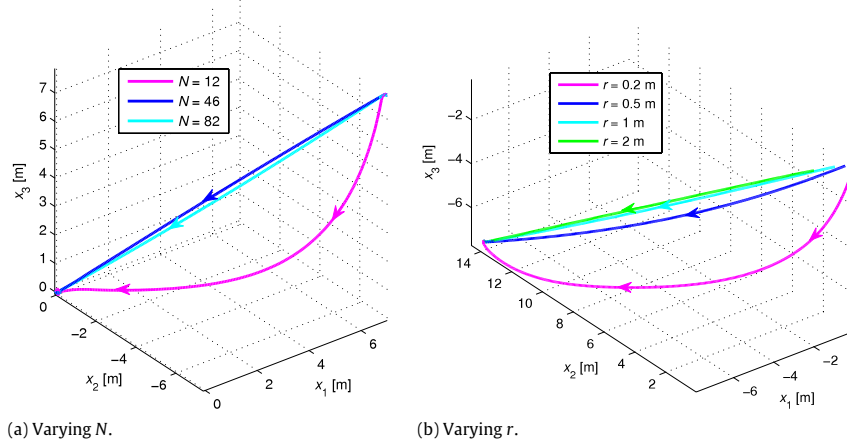 N = 12
N = 46
N = 82
7
6
5
4
3
2
1
0
x3 [m]
0
−2
−4
−6
x2 [m]
0
2
4
6
x1 [m]
(a) Varying N.
r = 0.2 m
r = 0.5 m
r = 1 m
r = 2 m
−2
−4
−6
x3 [m]
14
12
10
8
6
4
2
x2 [m]
−6
−4
−2
x1 [m]
(b) Varying r.